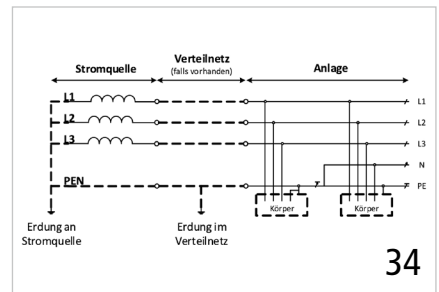 Stromquelle
Verteilnetz
(falls vorhanden)
Anlage
L1
L2
L3
PEN
L1
L2
L3
N
PE
Körper
Körper
Erdung an
Stromquelle
Erdung im
Verteilnetz
34